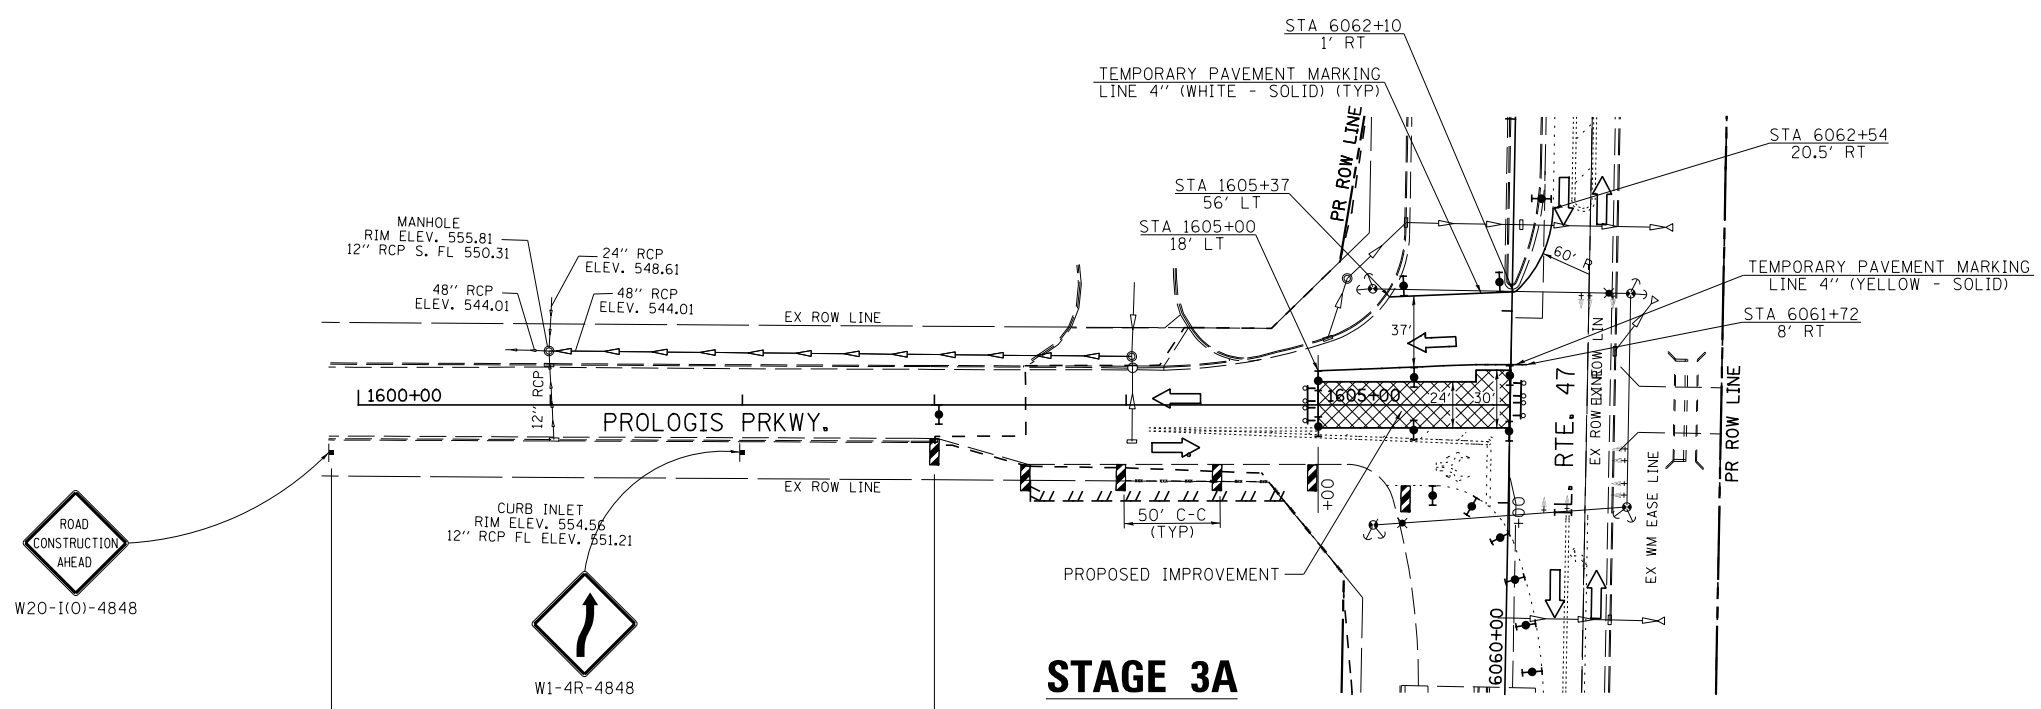 STA 6062+10
1' RT
TEMPORARY PAVEMENT MARKING
LINE 4'' (WHITE - SOLID) (TYP)
PR ROW LINE
STA 6062+54
20.5' RT
STA 1605+37
56' LT
STA 1605+00
18' LT
MANHOLE
RIM ELEV. 555.81
12'' RCP S. FL 550.31
24'' RCP
ELEV. 548.61
48'' RCP
ELEV. 544.01
48'' RCP
ELEV. 544.01
60' R
TEMPORARY PAVEMENT MARKING
LINE 4'' (YELLOW - SOLID)
STA 6061+72
8' RT
EX ROW LINE
37'
12'' RCP
1600+00
1605+00
24'
30'
PROLOGIS PRKWY.
IL. RTE. 47
EX ROW LINE
EX ROW LIN
EX WM EASE LINE
PR ROW LINE
EX ROW LINE
+00
+00
50' C-C
(TYP)
CURB INLET
RIM ELEV. 554.56
12'' RCP FL ELEV. 551.21
ROAD
CONSTRUCTION
AHEAD
W20-I(O)-4848
W1-4R-4848
PROPOSED IMPROVEMENT
6060+00
STAGE 3A